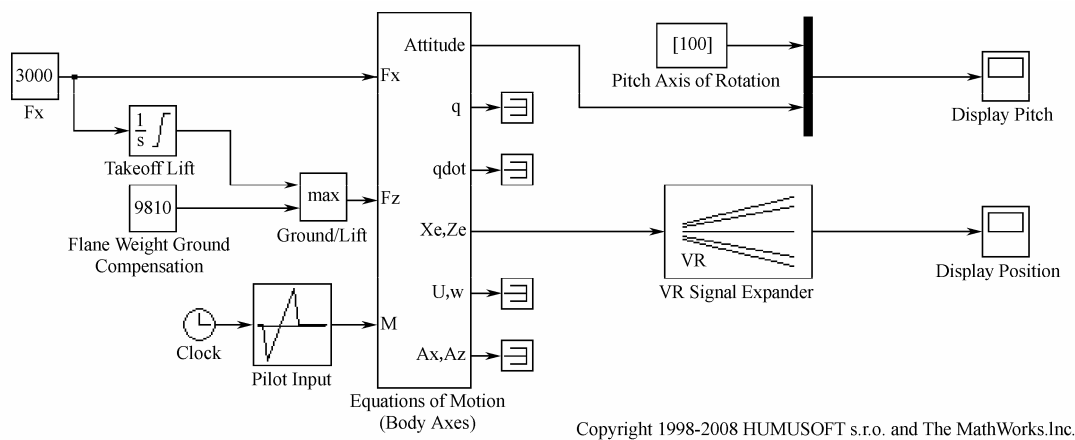 Attitude
[100]
3000
Fx
Pitch Axis of Rotation
Fx
q
Display Pitch
1
s
Takeoff Lift
qdot
max
Fz
9810
Ground/Lift
Xe,Ze
Flane Weight Ground
Compensation
VR
Display Position
U,w
VR Signal Expander
M
Clock
Ax,Az
Pilot Input
Equations of Motion
(Body Axes)
Copyright 1998-2008 HUMUSOFT s.r.o. and The MathWorks.Inc.